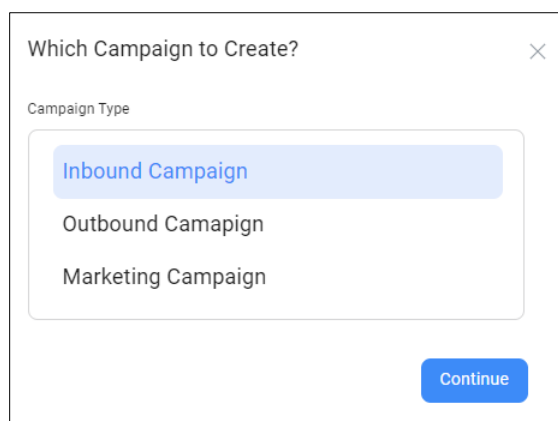 Which Campaign to Create?
Campaign Type
Inbound Campaign
Outbound Camapign
Marketing Campaign
Continue